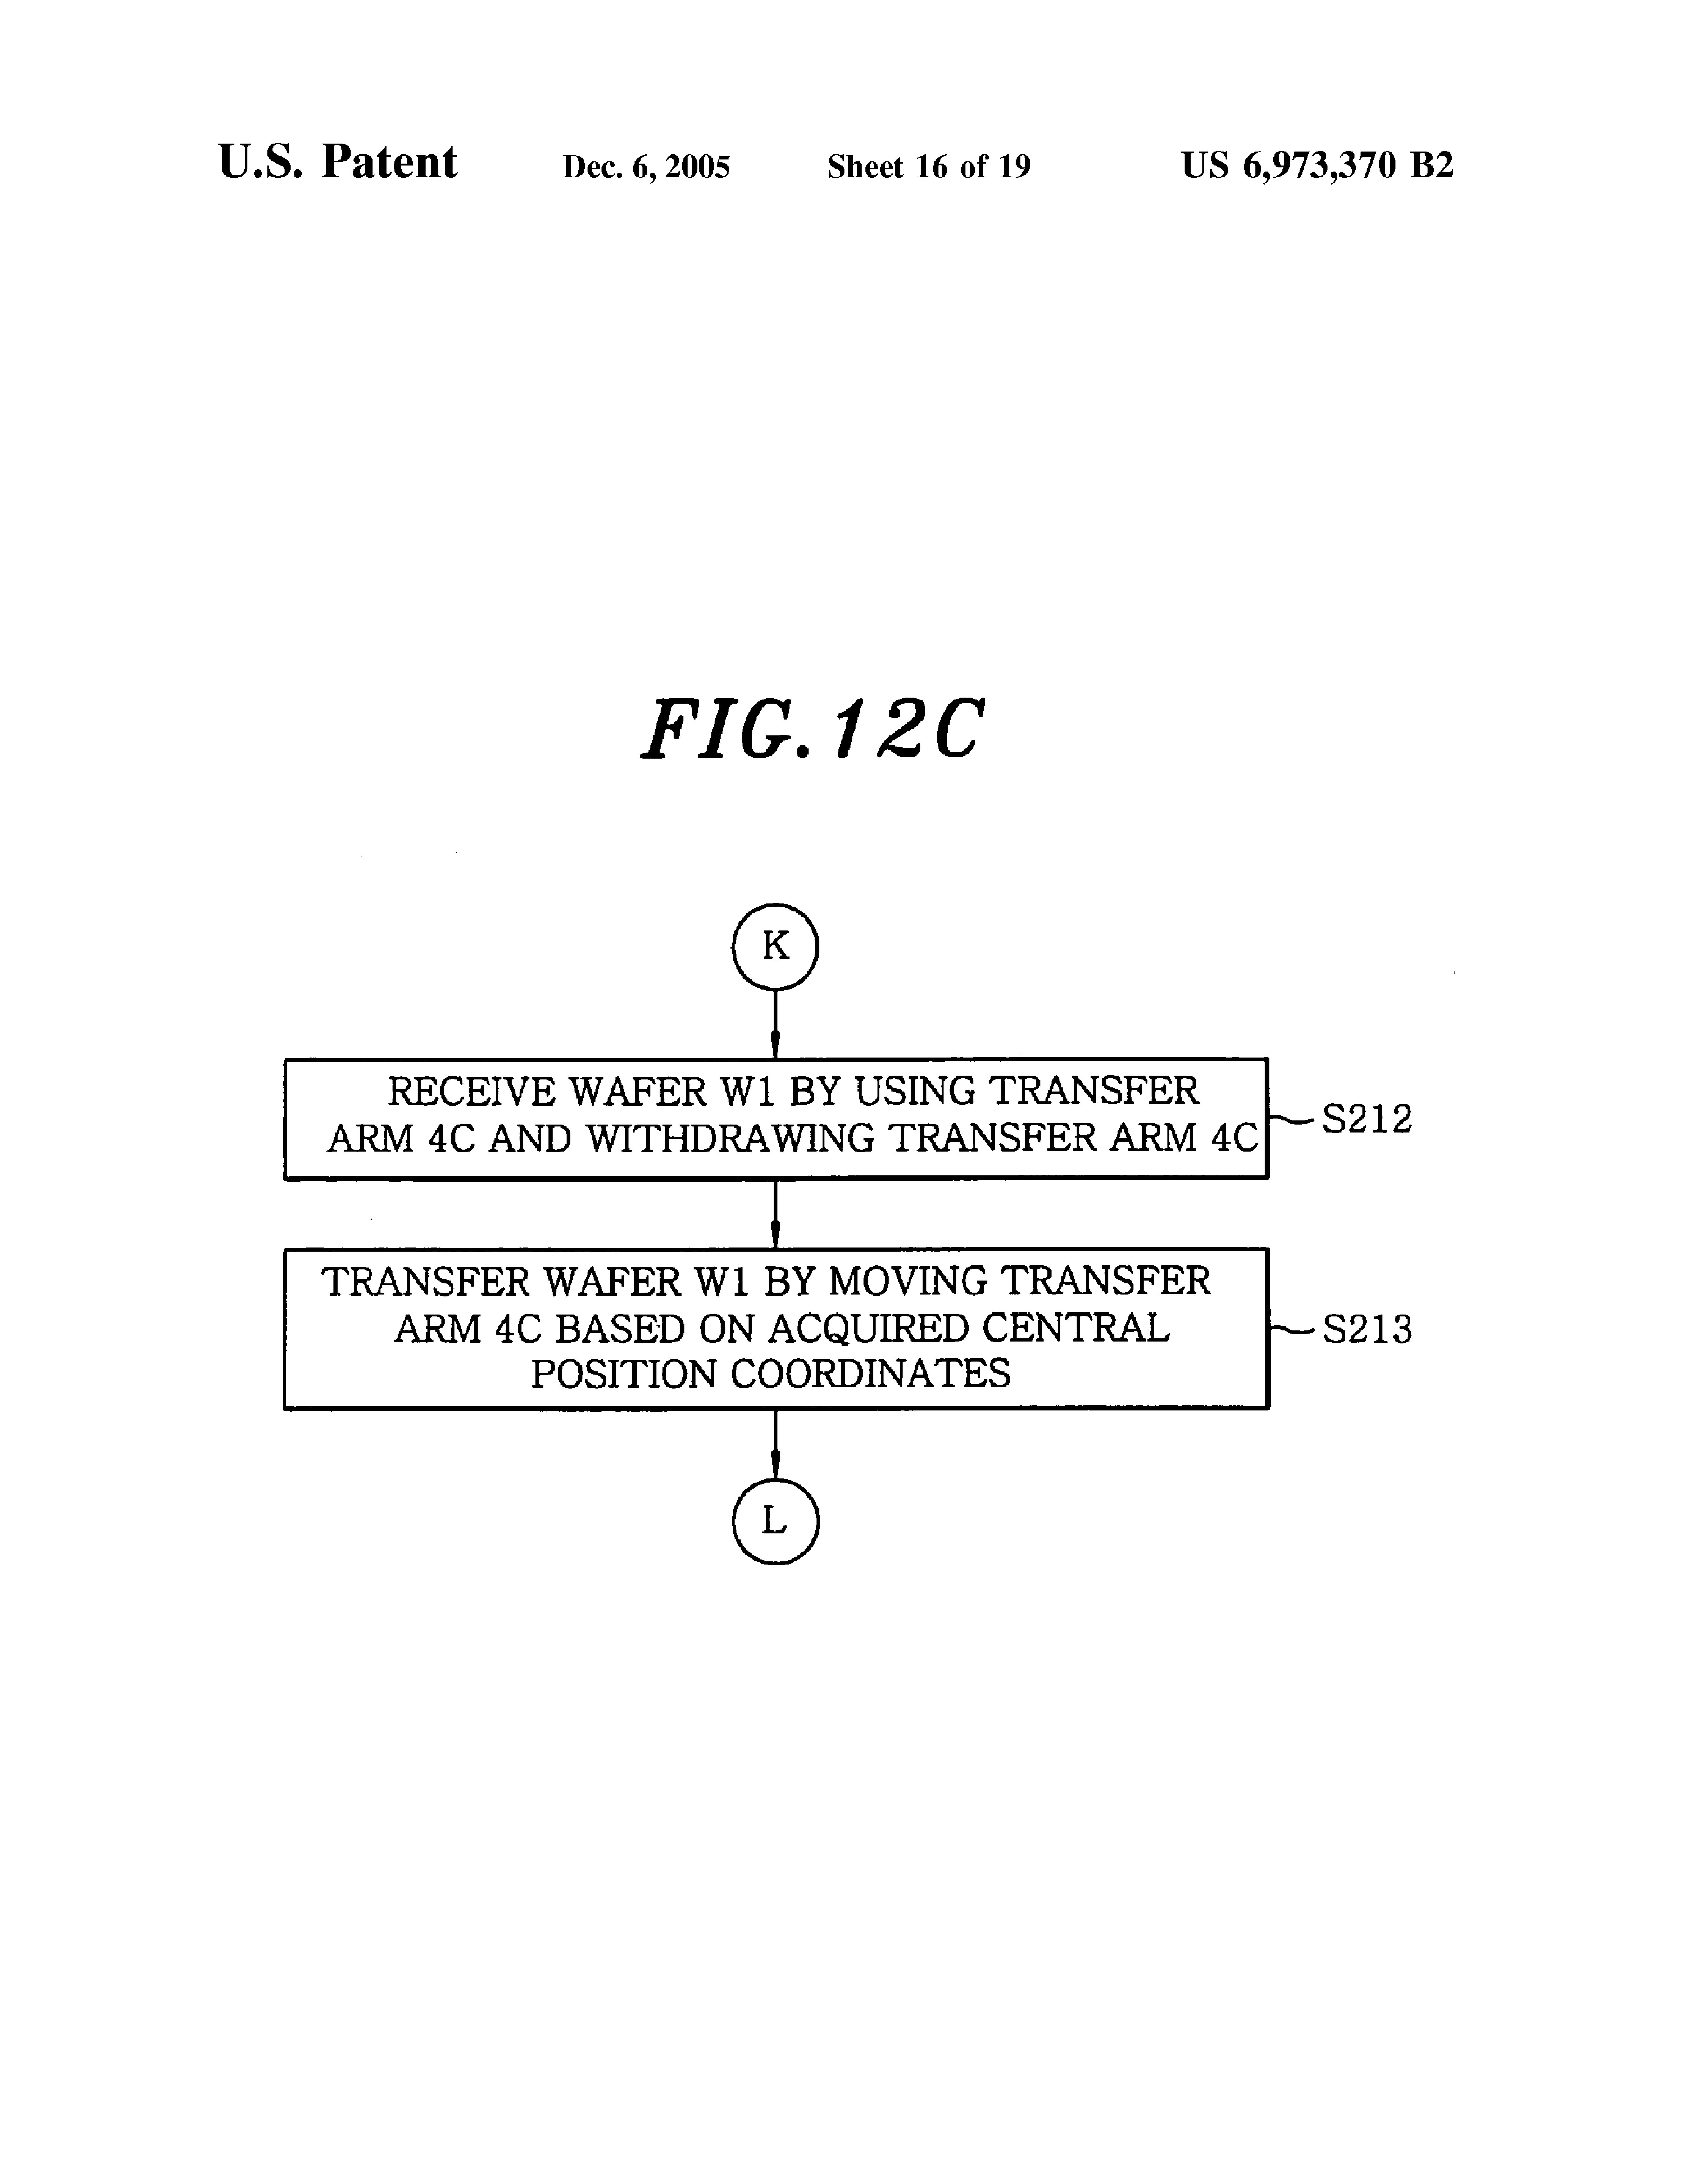 U.S. Patent Dec. 6, 2005 Sheet 16 of 19 US 6,973,370 B2
FIG.12C
K
RECEIVE WAFER W1 BY USING TRANSFER
ARM 4C AND WITHDRAWING TRANSFER ARM 4C
S212
TRANSFER WAFER W1 BY MOVING TRANSFER
ARM 4C BASED ON ACQUIRED CENTRAL
POSITION COORDINATES
S213
L